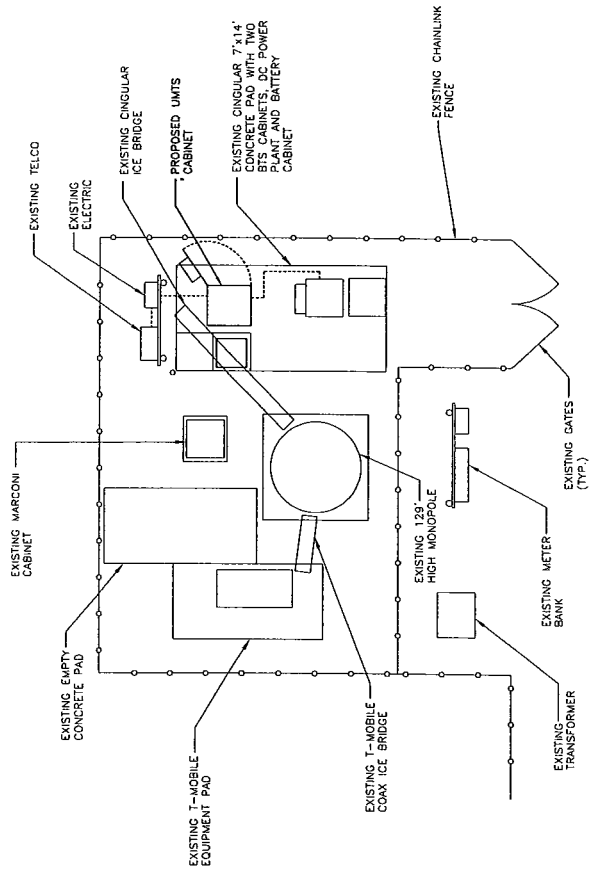 EXISTING TELCO
EXISTING
ELECTRIC
EXISTING CINGULAR
ICE BRIDGE
PROPOSED UMTS
CABINET
EXISTING CINGULAR 7'x14'
CONCRETE PAD WITH TWO
BTS CABINETS, DC POWER
PLANT AND BATTERY
CABINET
EXISTING CHAINLINK
FENCE
EXISTING MARCONI
CABINET
EXISTING 129'
HIGH MONOPOLE
EXISTING GATES
(TYP.)
EXISTING EMPTY
CONCRETE PAD
EXISTING METER
BANK
EXISTING T-MOBILE
EQUIPMENT PAD
EXISTING T-MOBILE
COAX ICE BRIDGE
EXISTING
TRANSFORMER